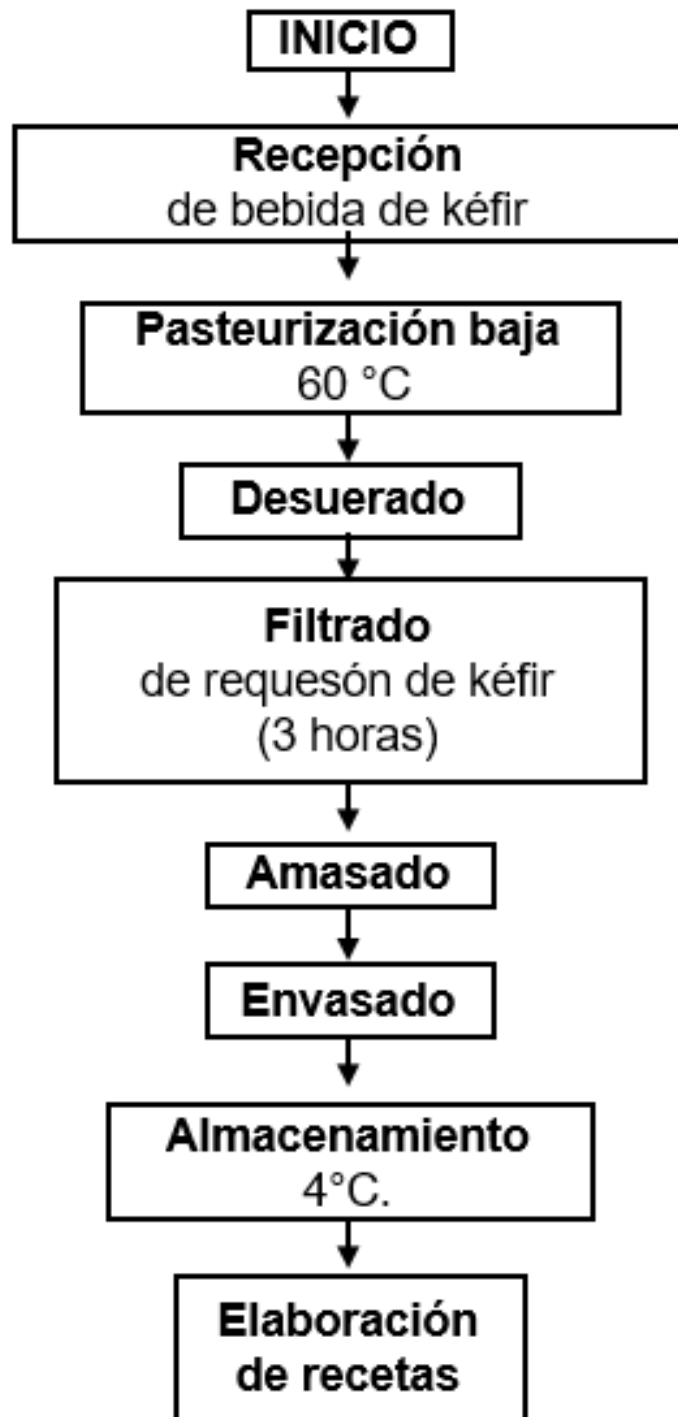 INICIO
Recepción
de bebida de kéfir
Pasteurización baja
60 °C
Desuerado
Filtrado
de requesón de kéfir
(3 horas)
Amasado
Envasado
Almacenamiento
4°C.
Elaboración
de recetas